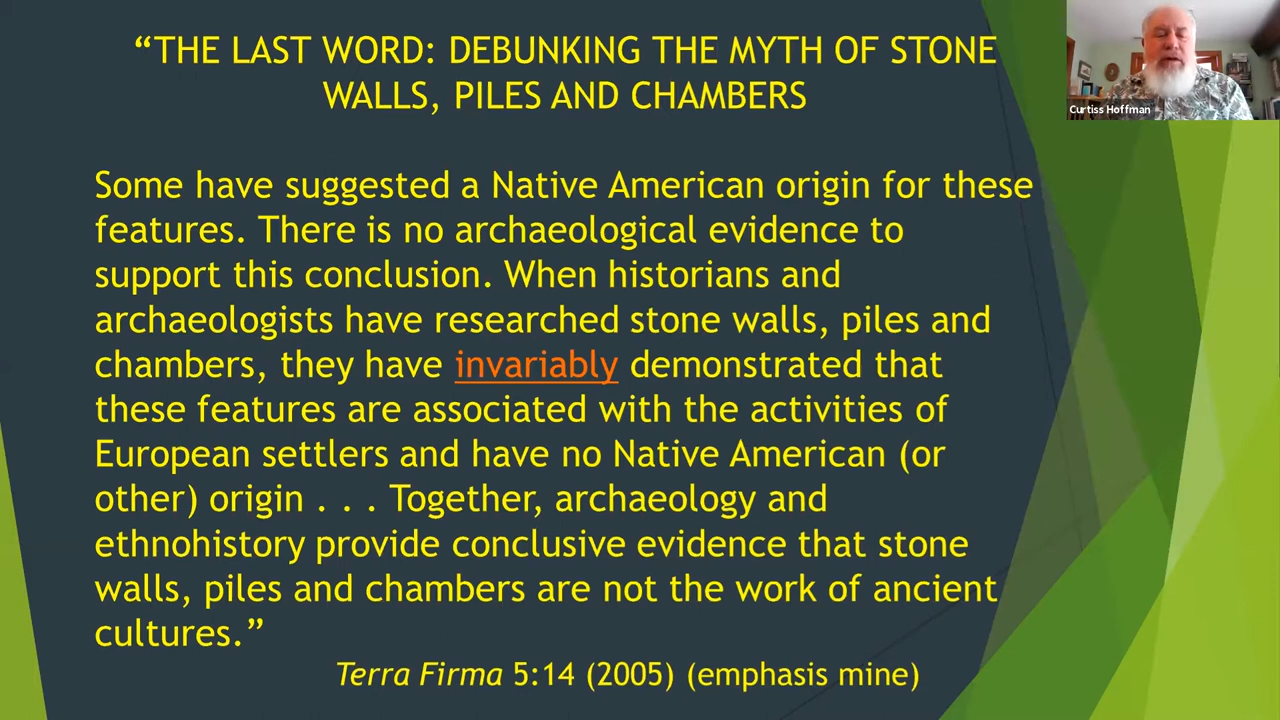 “THE LAST WORD: DEBUNKING THE MYTH OF STONE
WALLS, PILES AND CHAMBERS
Curtiss Hoffman
Some have suggested a Native American origin for these
features. There is no archaeological evidence to
support this conclusion. When historians and
archaeologists have researched stone walls, piles and
chambers, they have invariably demonstrated that
these features are associated with the activities of
European settlers and have no Native American (or
other) origin . . . Together, archaeology and
ethnohistory provide conclusive evidence that stone
walls, piles and chambers are not the work of ancient
cultures.”
Terra Firma 5:14 (2005) (emphasis mine)